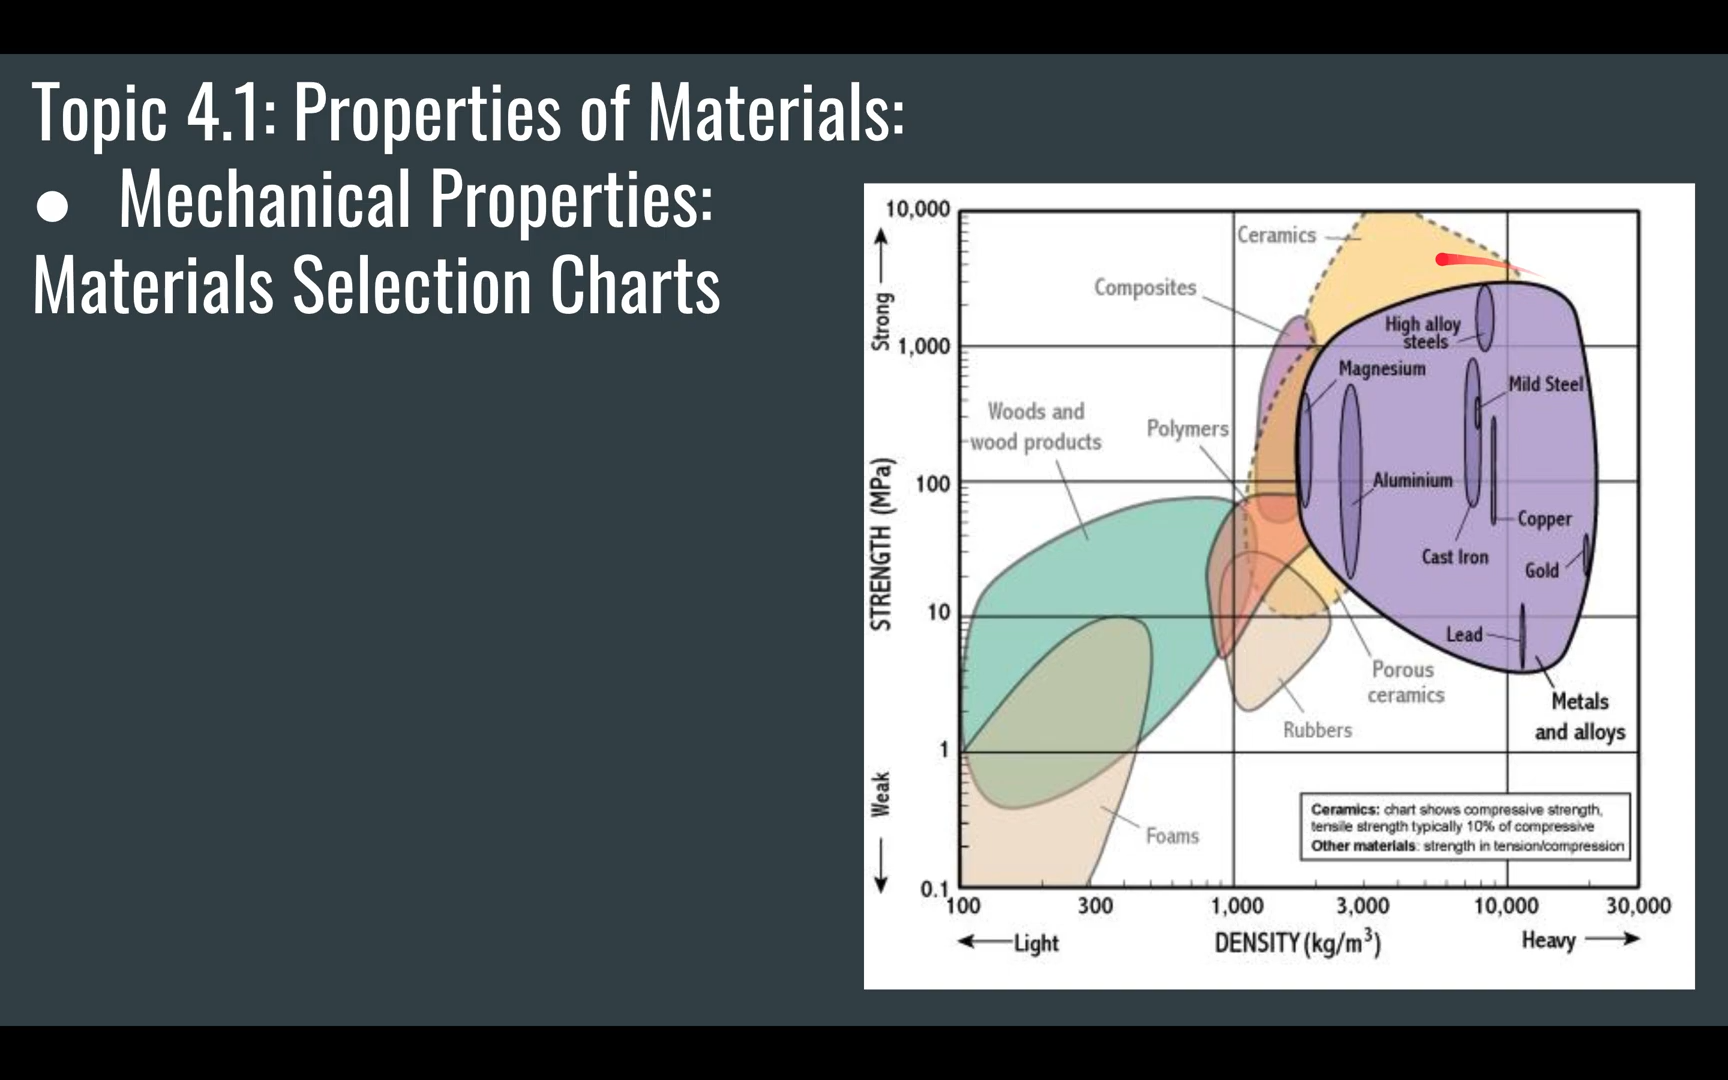 Topic 4.1: Properties of Materials:
● Mechanical Properties:
Materials Selection Charts
10,000
1,000
100
10
1
0.1
Strong
STRENGTH (MPa)
Weak
Ceramics
Composites
High alloy
steels
Magnesium
Mild Steel
Woods and
wood products
Polymers
Aluminium
Copper
Cast Iron
Gold
Lead
Porous
ceramics
Metals
and alloys
Rubbers
Foams
Ceramics: chart shows compressive strength,
tensile strength typically 10% of compressive
Other materials: strength in tension/compression
100 300 1,000 3,000 10,000 30,000
Light DENSITY (kg/m³) Heavy